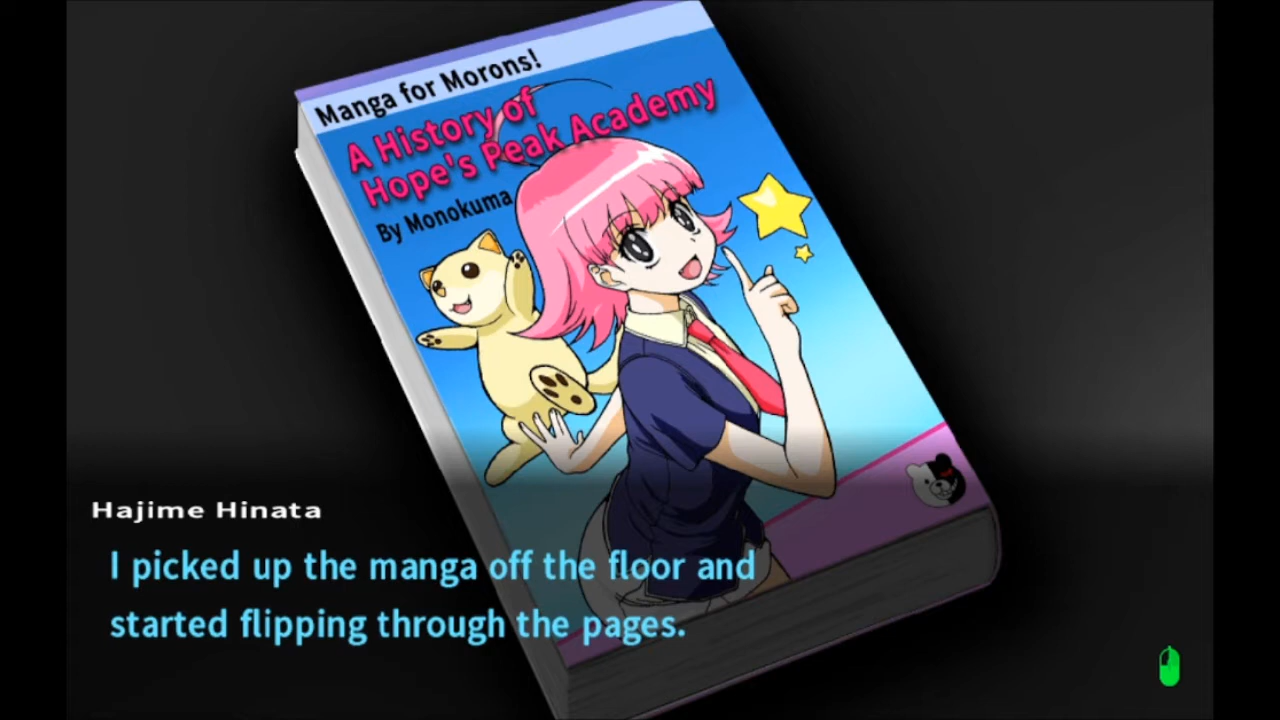 Manga for Morons!
A History of
Hope's Peak Academy
By Monokuma
Hajime Hinata
I picked up the manga off the floor and
started flipping through the pages.